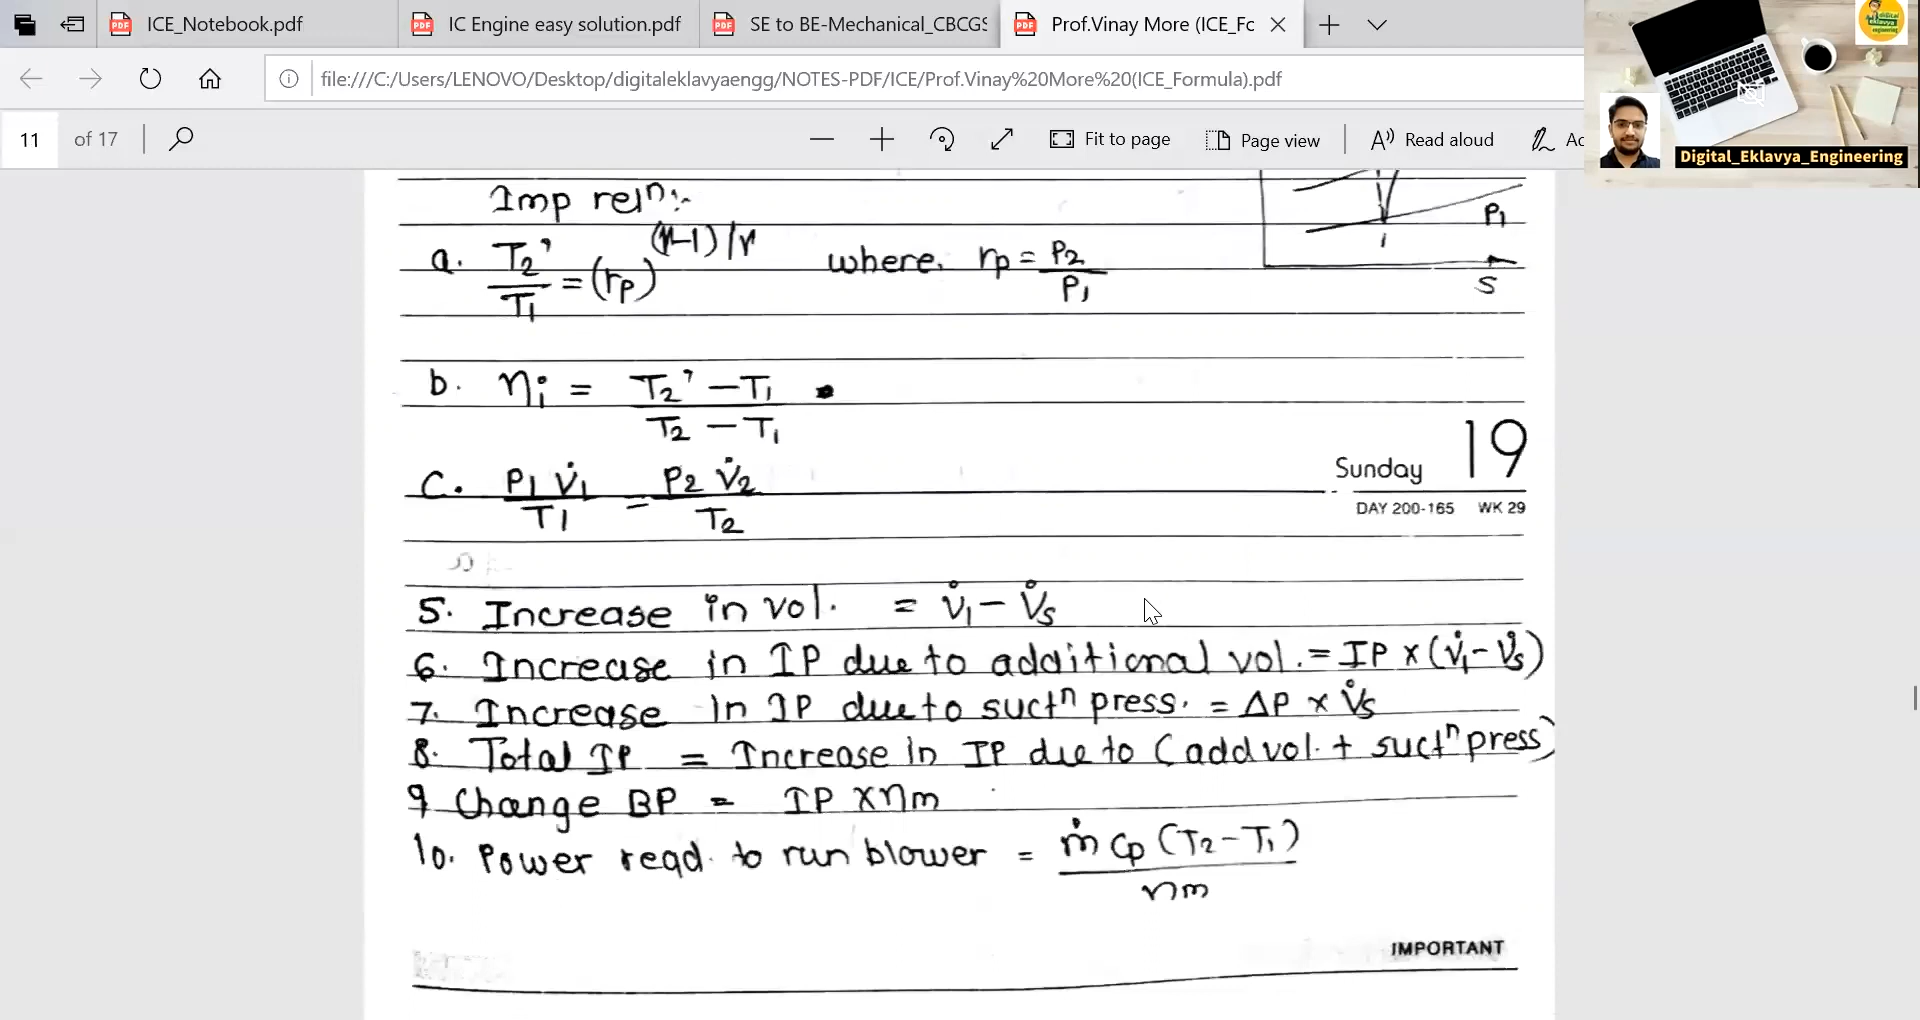 ICE_Notebook.pdf
IC Engine easy solution.pdf
SE to BE-Mechanical_CBCGS
Prof.Vinay More (ICE_Fc
file:///C:/Users/LENOVO/Desktop/digitaleklavyaengg/NOTES-PDF/ICE/Prof.Vinay%20More%20(ICE_Formula).pdf
11 of 17
Fit to page
Page view
Read aloud
Digital_Eklavya_Engineering
Imp relⁿ:-
a. T₂'/T₁ = (rp)^(γ-1)/γ where, rp = P₂/P₁
P₁
1
S
b. ηi = T₂' - T₁ / T₂ - T₁
C. P₁ V̇₁ / T₁ = P₂ V̇₂ / T₂
Sunday 19
DAY 200-165 WK 29
5. Increase in vol. = V̇₁ - V̇s
6. Increase in IP due to additional vol. = IP x (V̇₁ - V̇s)
7. Increase in IP due to suctⁿ press. = ΔP x V̇s
8. Total IP = Increase in IP due to (add vol. + suctⁿ press)
9 Change BP = IP x ηm
10. Power reqd. to run blower = ṁ Cp (T₂ - T₁) / ηm
IMPORTANT